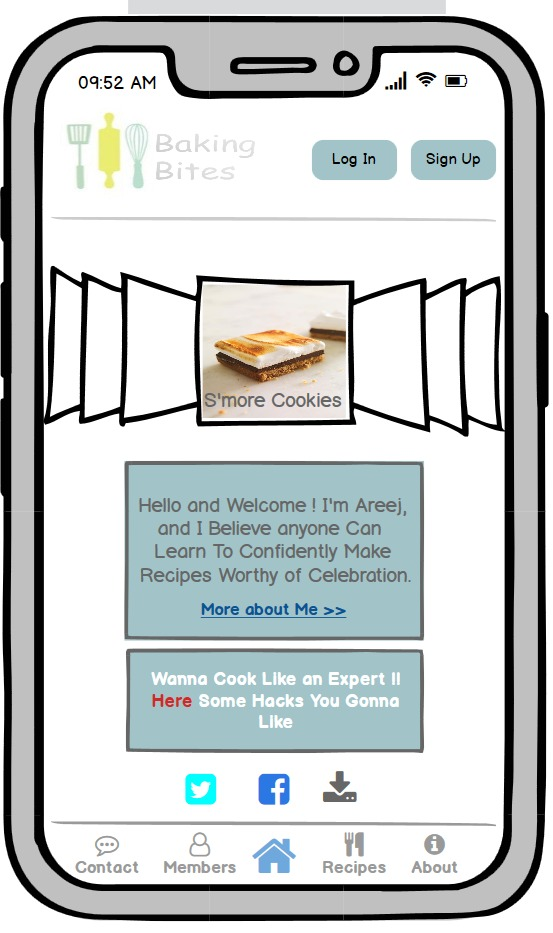 09:52 AM
Baking
Bites
Log In
Sign Up
S'more Cookies
Hello and Welcome ! I'm Areej,
and I Believe anyone Can
Learn To Confidently Make
Recipes Worthy of Celebration.
More about Me >>
Wanna Cook Like an Expert !!
Here Some Hacks You Gonna
Like
Contact
Members
Recipes
About